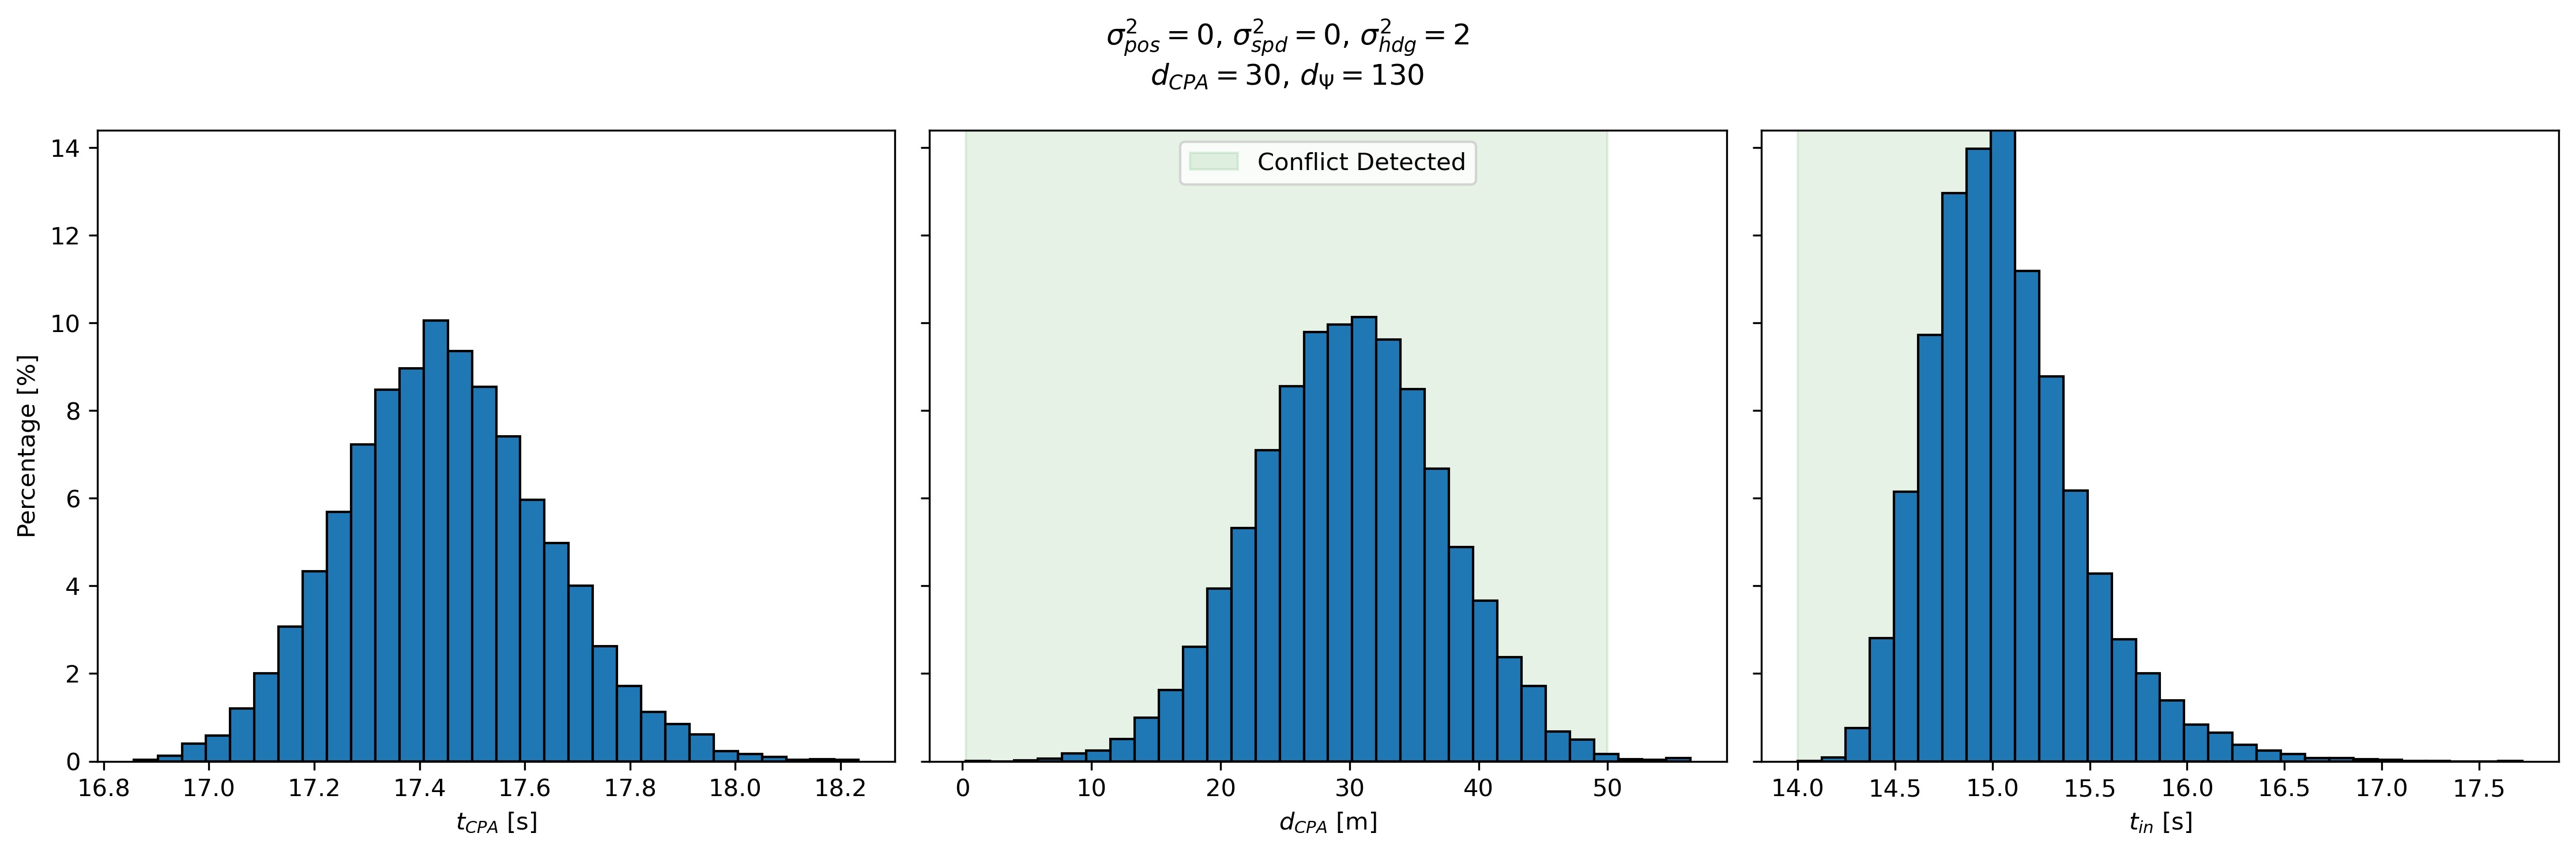 σ²pos = 0, σ²spd = 0, σ²hdg = 2
dCPA = 30, dΨ = 130
Percentage [%]
14
12
10
8
6
4
2
0
16.8 17.0 17.2 17.4 17.6 17.8 18.0 18.2
tCPA [s]
Conflict Detected
0 10 20 30 40 50
dCPA [m]
14.0 14.5 15.0 15.5 16.0 16.5 17.0 17.5
tin [s]